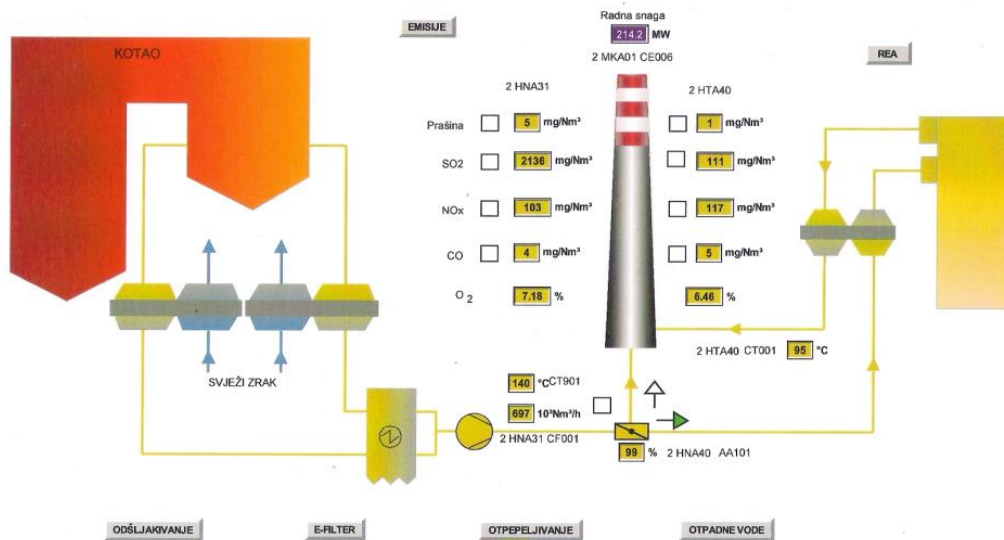 EMISIJE
Radna snaga
214.2 MW
2 MKA01 CE006
REA
KOTAO
2 HNA31
2 HTA40
Prašina 5 mg/Nm³ 1 mg/Nm³
SO2 2136 mg/Nm³ 111 mg/Nm³
NOx 103 mg/Nm³ 117 mg/Nm³
CO 4 mg/Nm³ 5 mg/Nm³
O 2 7.18 % 6.46 %
2 HTA40 CT001 95 °C
SVJEŽI ZRAK
140 °C CT901
697 10³Nm³/h
2 HNA31 CF001
99 % 2 HNA40 AA101
ODŠLJAKIVANJE
E-FILTER
OTPEPELJIVANJE
OTPADNE VODE